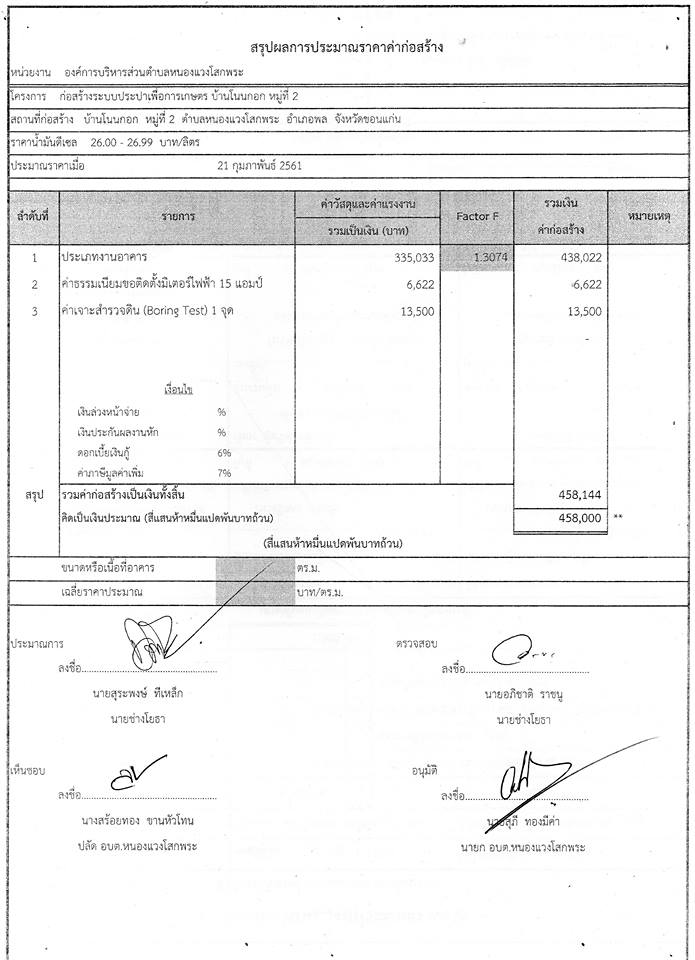 สรุปผลการประมาณราคาค่าก่อสร้าง
หน่วยงาน องค์การบริหารส่วนตำบลหนองแวงโสกพระ
โครงการ ก่อสร้างระบบประปาเพื่อการเกษตร บ้านโนนกอก หมู่ที่ 2
สถานที่ก่อสร้าง บ้านโนนกอก หมู่ที่ 2 ตำบลหนองแวงโสกพระ อำเภอพล จังหวัดขอนแก่น
ราคาน้ำมันดีเซล 26.00 - 26.99 บาท/ลิตร
ประมาณราคาเมื่อ 21 กุมภาพันธ์ 2561
ลำดับที่ รายการ ค่าวัสดุและค่าแรงงาน รวมเป็นเงิน (บาท) Factor F รวมเงิน ค่าก่อสร้าง หมายเหตุ
1 ประเภทงานอาคาร 335,033 1.3074 438,022
2 ค่าธรรมเนียมขอติดตั้งมิเตอร์ไฟฟ้า 15 แอมป์ 6,622 6,622
3 ค่าเจาะสำรวจดิน (Boring Test) 1 จุด 13,500 13,500
-
เงื่อนไข
เงินล่วงหน้าจ่าย %
เงินประกันผลงานหัก %
ดอกเบี้ยเงินกู้ 6%
ค่าภาษีมูลค่าเพิ่ม 7%
สรุป รวมค่าก่อสร้างเป็นเงินทั้งสิ้น 458,144
คิดเป็นเงินประมาณ (สี่แสนห้าหมื่นแปดพันบาทถ้วน) 458,000 **
(สี่แสนห้าหมื่นแปดพันบาทถ้วน)
ขนาดหรือเนื้อที่อาคาร ตร.ม.
เฉลี่ยราคาประมาณ บาท/ตร.ม.
ประมาณการ ตรวจสอบ
ลงชื่อ ลงชื่อ
นายสุระพงษ์ ทีเหล็ก นายอภิชาติ ราชนู
นายช่างโยธา นายช่างโยธา
เห็นชอบ อนุมัติ
ลงชื่อ ลงชื่อ
นางสร้อยทอง ขานหัวโทน นายสุภี ทองมีค่า
ปลัด อบต.หนองแวงโสกพระ นายก อบต.หนองแวงโสกพระ